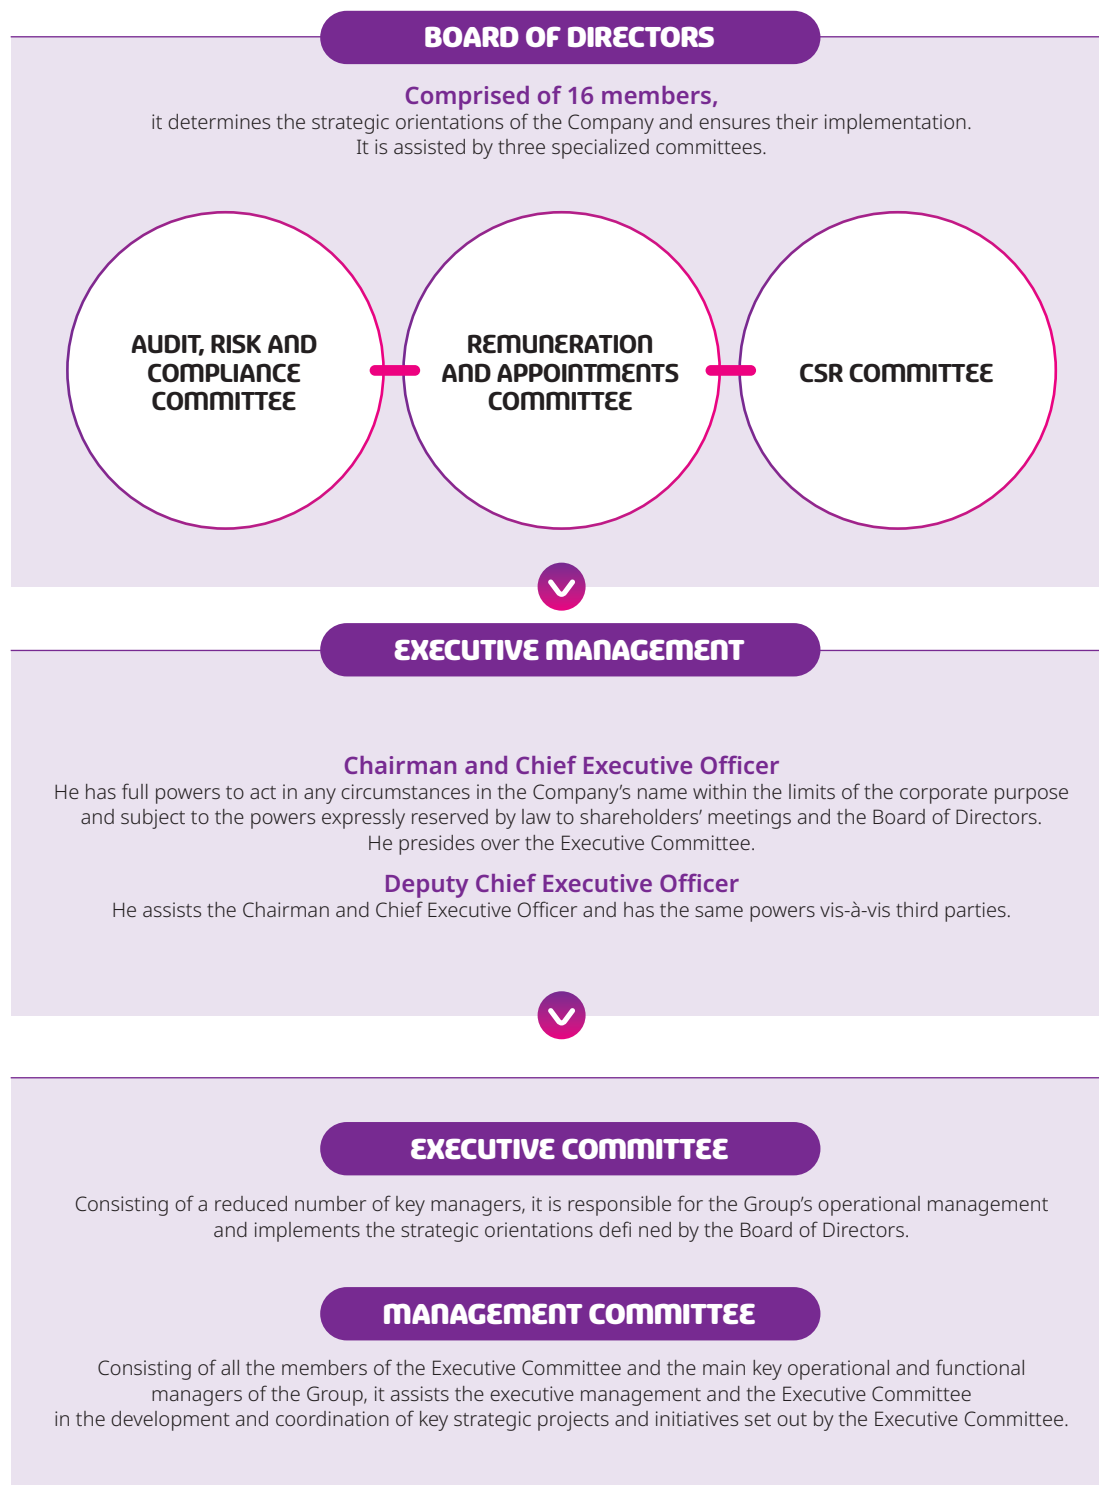 BOARD OF DIRECTORS
Comprised of 16 members,
it determines the strategic orientations of the Company and ensures their implementation.
It is assisted by three specialized committees.
AUDIT, RISK AND
COMPLIANCE
COMMITTEE
REMUNERATION
AND APPOINTMENTS
COMMITTEE
CSR COMMITTEE
EXECUTIVE MANAGEMENT
Chairman and Chief Executive Officer
He has full powers to act in any circumstances in the Company’s name within the limits of the corporate purpose
and subject to the powers expressly reserved by law to shareholders’ meetings and the Board of Directors.
He presides over the Executive Committee.
Deputy Chief Executive Officer
He assists the Chairman and Chief Executive Officer and has the same powers vis-à-vis third parties.
EXECUTIVE COMMITTEE
Consisting of a reduced number of key managers, it is responsible for the Group’s operational management
and implements the strategic orientations defi ned by the Board of Directors.
MANAGEMENT COMMITTEE
Consisting of all the members of the Executive Committee and the main key operational and functional
managers of the Group, it assists the executive management and the Executive Committee
in the development and coordination of key strategic projects and initiatives set out by the Executive Committee.